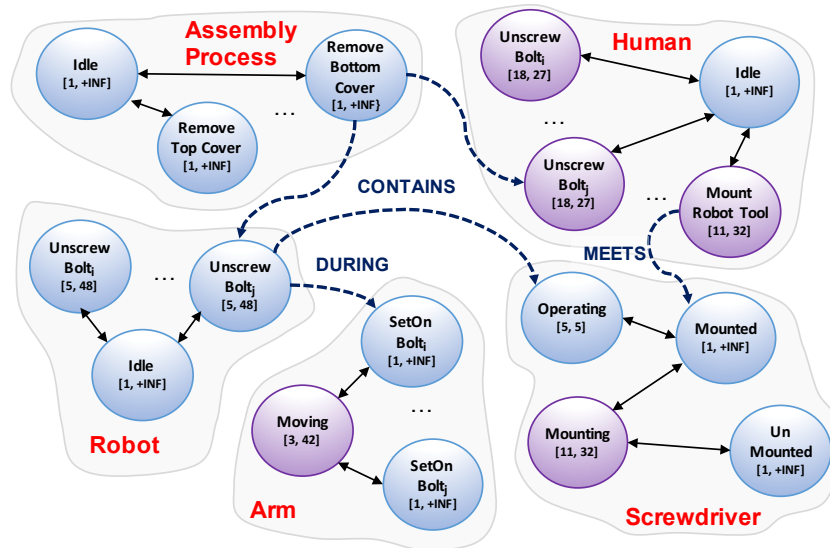 Assembly
Process
Idle
[1, +INF]
Remove
Bottom
Cover
[1, +INF}
...
Remove
Top Cover
[1, +INF]
Human
Unscrew
Bolti
[18, 27]
Idle
[1, +INF]
...
Unscrew
Boltj
[18, 27]
...
Mount
Robot Tool
[11, 32]
CONTAINS
DURING
MEETS
Unscrew
Bolti
[5, 48]
...
Unscrew
Boltj
[5, 48]
Idle
[1, +INF]
Robot
SetOn
Bolti
[1, +INF]
...
Moving
[3, 42]
SetOn
Boltj
[1, +INF]
Arm
Operating
[5, 5]
Mounted
[1, +INF]
Mounting
[11, 32]
Un
Mounted
[1, +INF]
Screwdriver